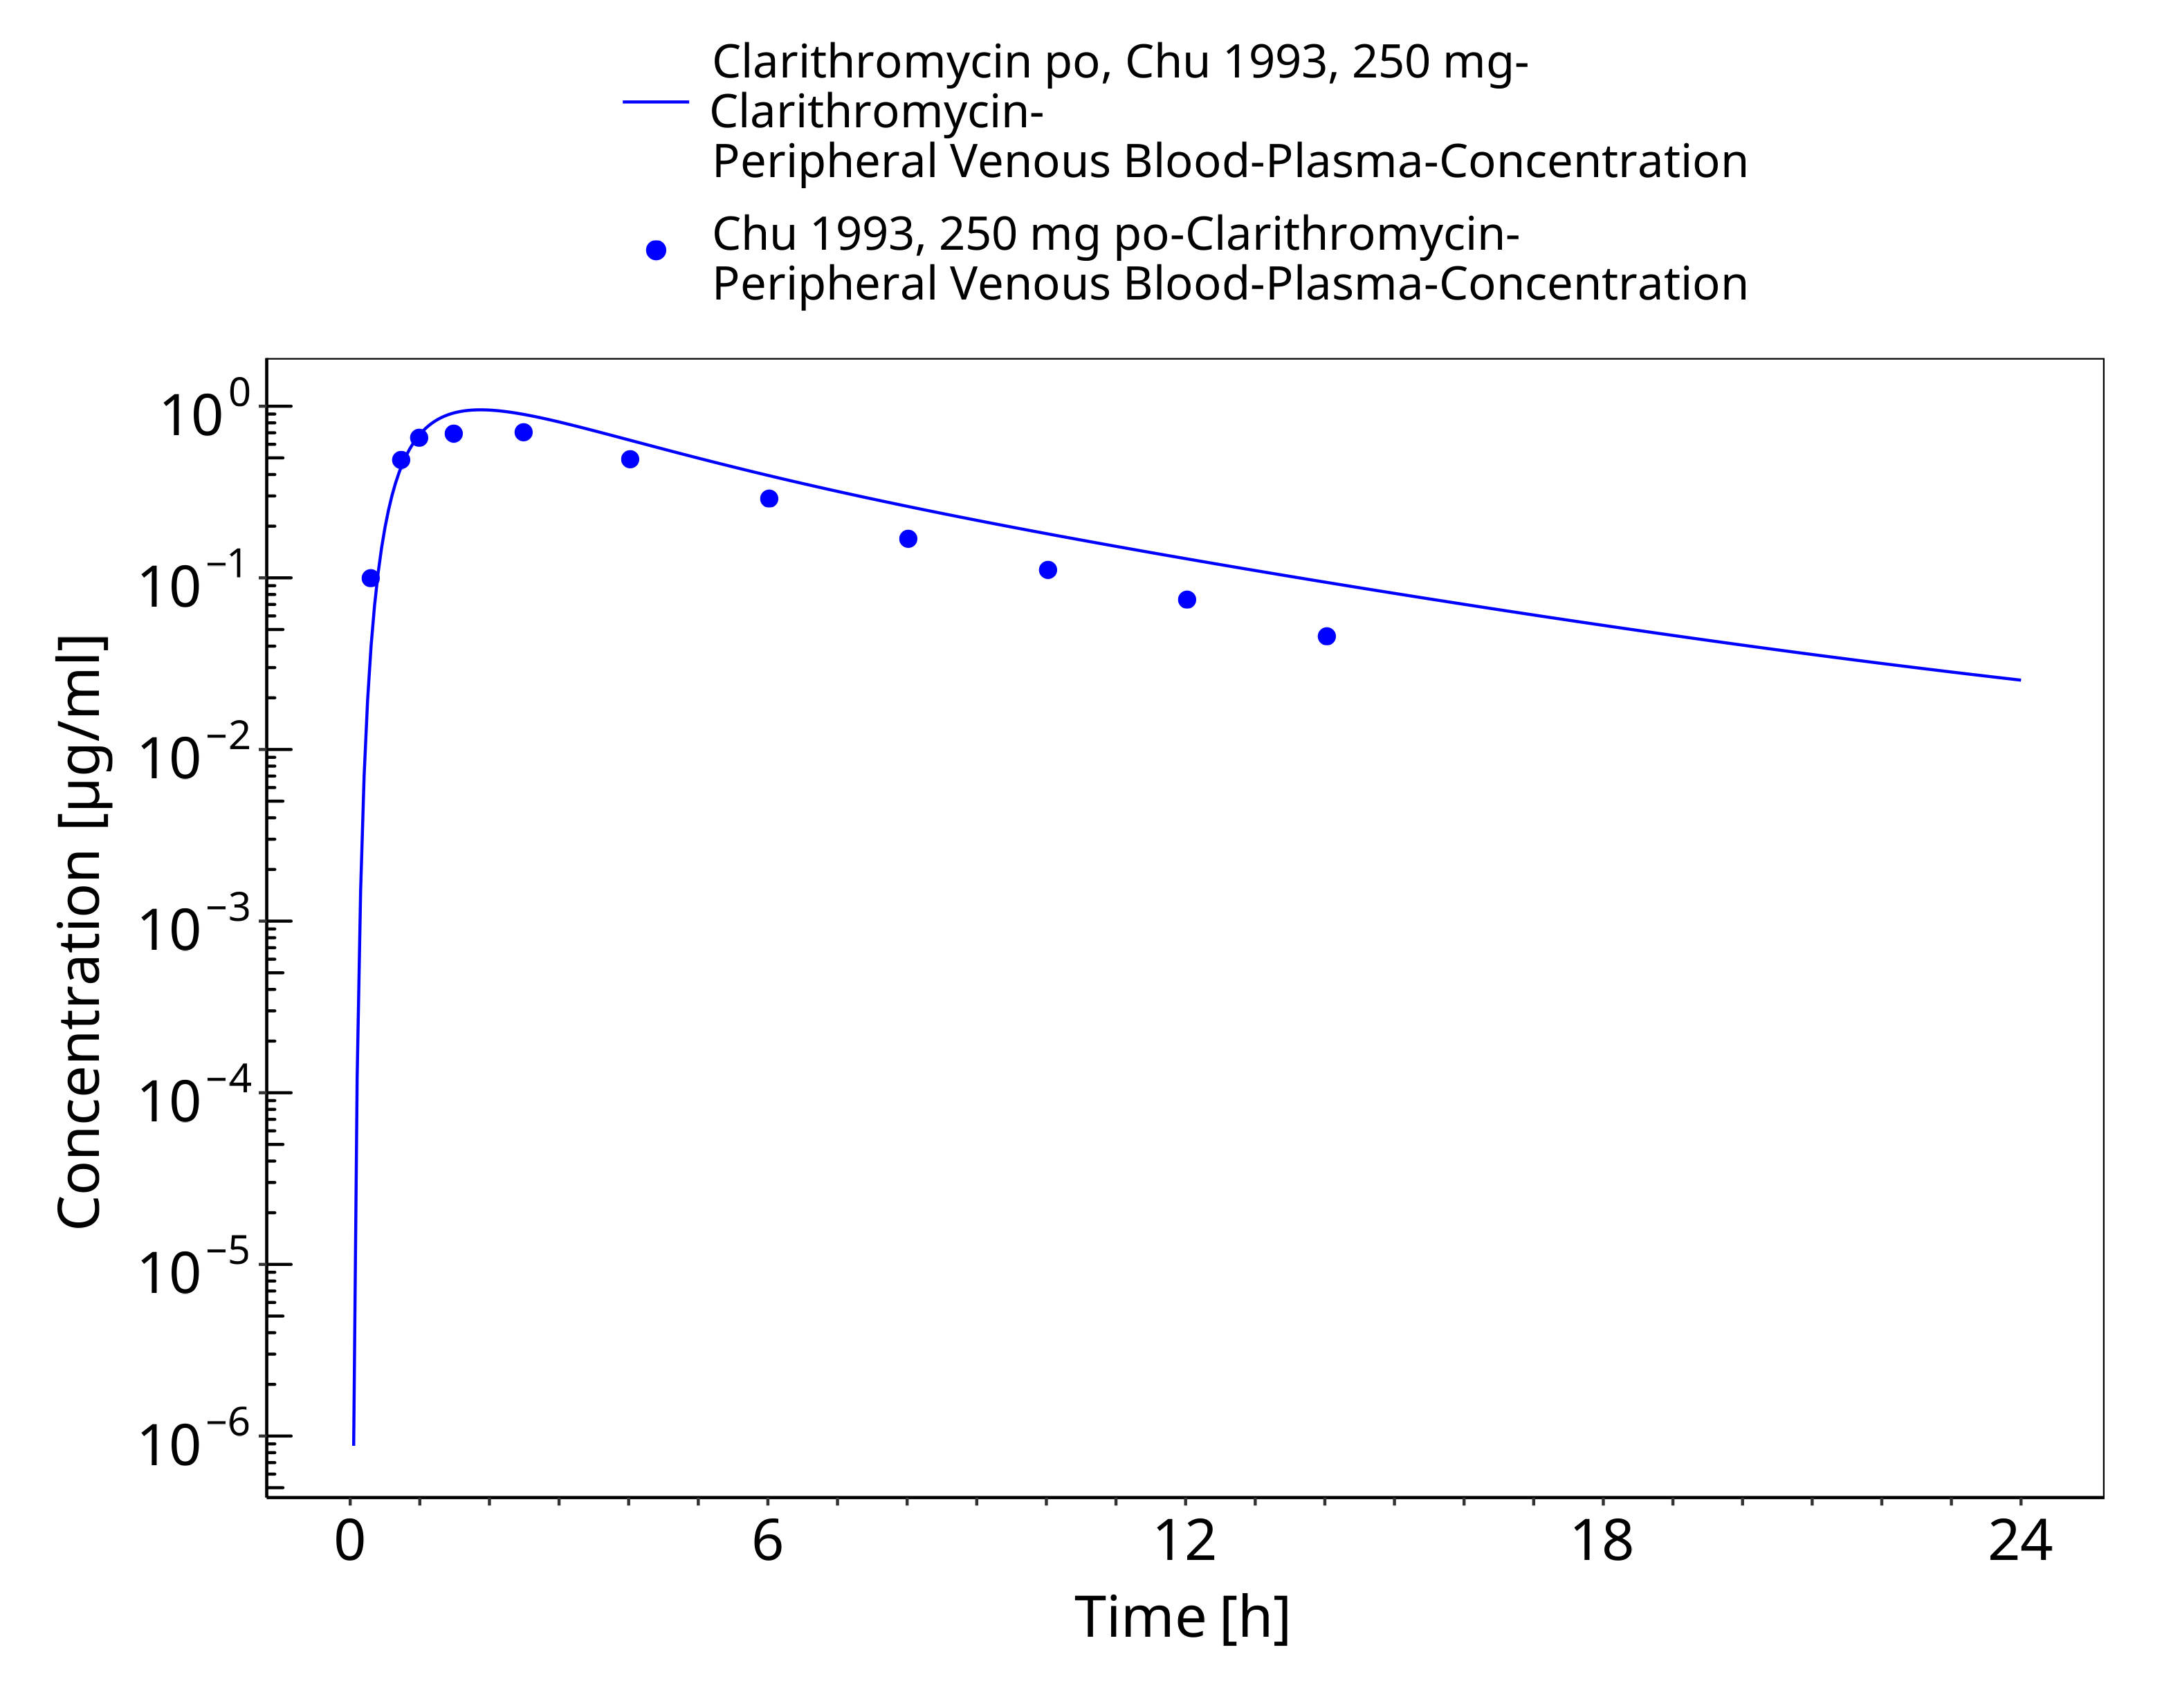 Clarithromycin po, Chu 1993, 250 mg-
Clarithromycin-
Peripheral Venous Blood-Plasma-Concentration
Chu 1993, 250 mg po-Clarithromycin-
Peripheral Venous Blood-Plasma-Concentration
Concentration [µg/ml]
10⁰
10⁻¹
10⁻²
10⁻³
10⁻⁴
10⁻⁵
10⁻⁶
0 6 12 18 24
Time [h]